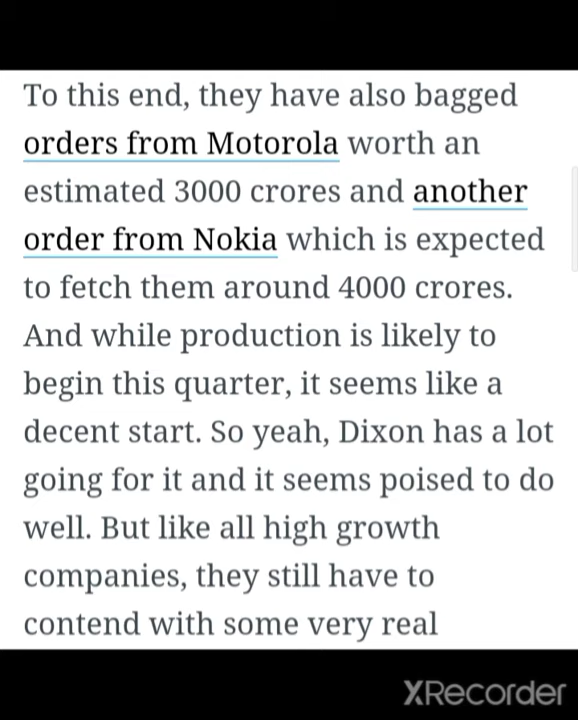 To this end, they have also bagged
orders from Motorola worth an
estimated 3000 crores and another
order from Nokia which is expected
to fetch them around 4000 crores.
And while production is likely to
begin this quarter, it seems like a
decent start. So yeah, Dixon has a lot
going for it and it seems poised to do
well. But like all high growth
companies, they still have to
contend with some very real
XRecorder